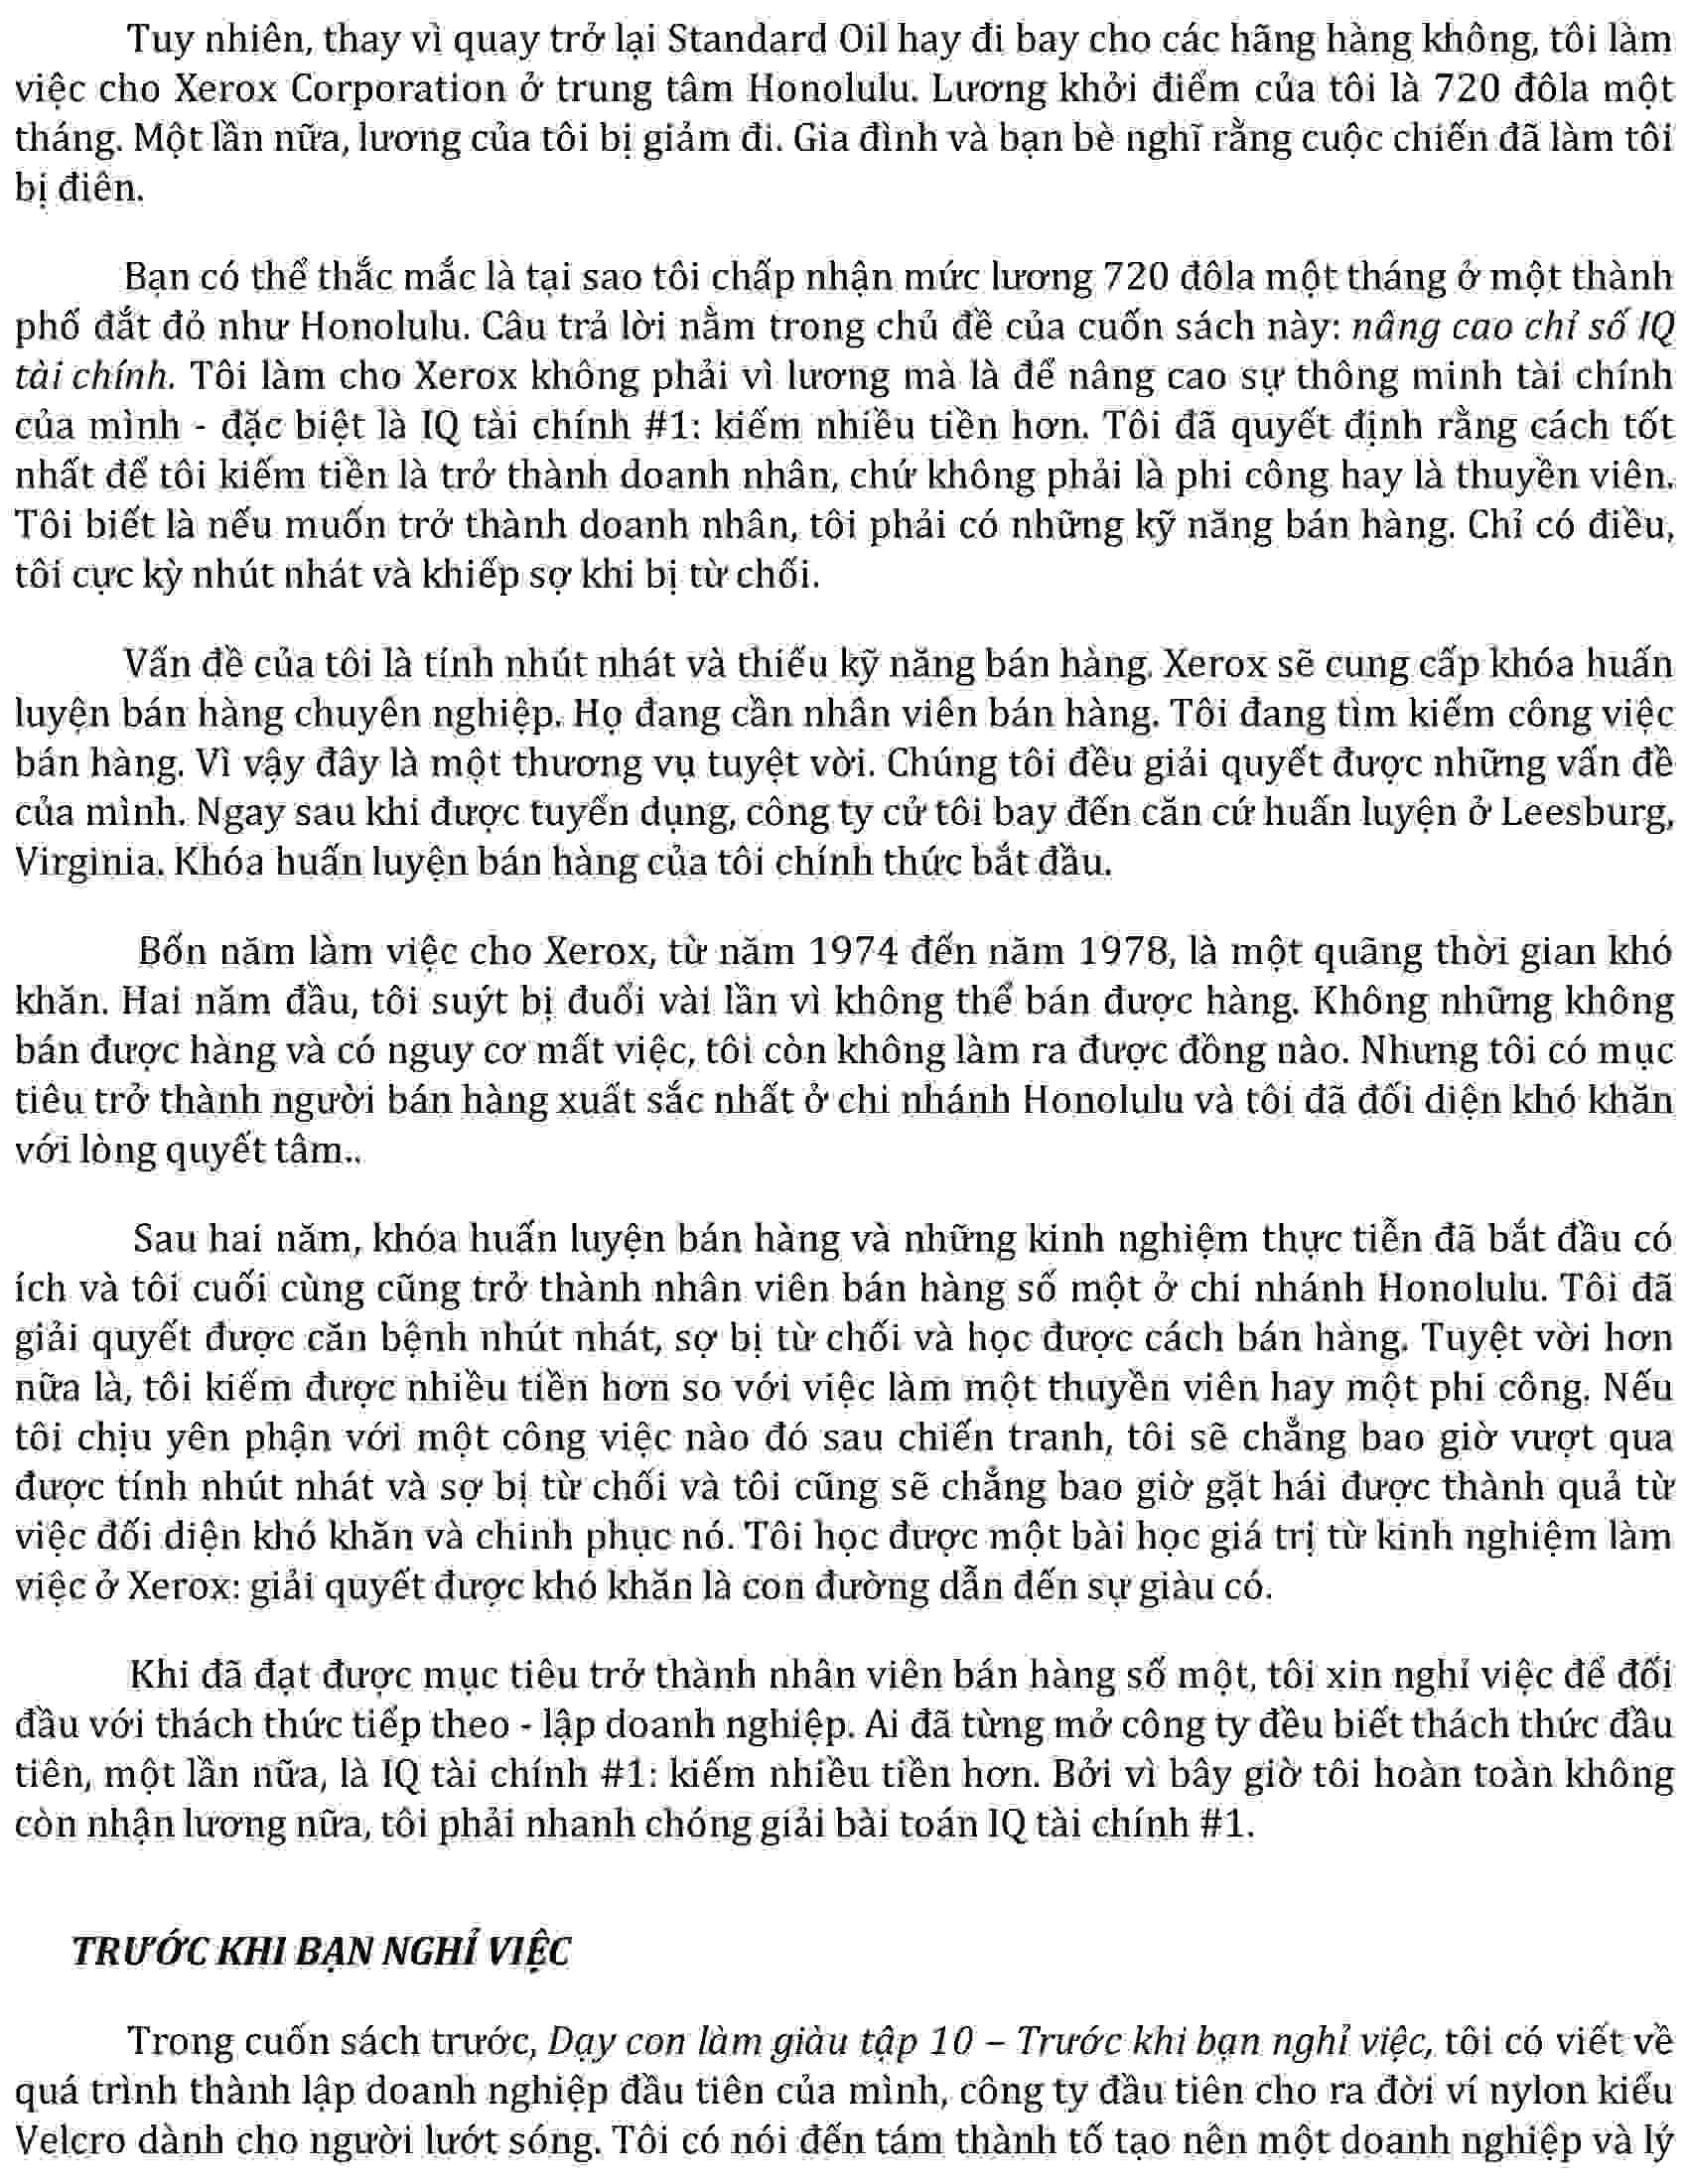 Tuy nhiên, thay vì quay trở lại Standard Oil hay đi bay cho các hãng hàng không, tôi làm
việc cho Xerox Corporation ở trung tâm Honolulu. Lương khởi điểm của tôi là 720 đôla một
tháng. Một lần nữa, lương của tôi bị giảm đi. Gia đình và bạn bè nghĩ rằng cuộc chiến đã làm tôi
bị điên.
Bạn có thể thắc mắc là tại sao tôi chấp nhận mức lương 720 đôla một tháng ở một thành
phố đắt đỏ như Honolulu. Câu trả lời nằm trong chủ đề của cuốn sách này: nâng cao chỉ số IQ
tài chính. Tôi làm cho Xerox không phải vì lương mà là để nâng cao sự thông minh tài chính
của mình - đặc biệt là IQ tài chính #1: kiếm nhiều tiền hơn. Tôi đã quyết định rằng cách tốt
nhất để tôi kiếm tiền là trở thành doanh nhân, chứ không phải là phi công hay là thuyền viên.
Tôi biết là nếu muốn trở thành doanh nhân, tôi phải có những kỹ năng bán hàng. Chỉ có điều,
tôi cực kỳ nhút nhát và khiếp sợ khi bị từ chối.
Vấn đề của tôi là tính nhút nhát và thiếu kỹ năng bán hàng. Xerox sẽ cung cấp khóa huấn
luyện bán hàng chuyên nghiệp. Họ đang cần nhân viên bán hàng. Tôi đang tìm kiếm công việc
bán hàng. Vì vậy đây là một thương vụ tuyệt vời. Chúng tôi đều giải quyết được những vấn đề
của mình. Ngay sau khi được tuyển dụng, công ty cử tôi bay đến căn cứ huấn luyện ở Leesburg,
Virginia. Khóa huấn luyện bán hàng của tôi chính thức bắt đầu.
Bốn năm làm việc cho Xerox, từ năm 1974 đến năm 1978, là một quãng thời gian khó
khăn. Hai năm đầu, tôi suýt bị đuổi vài lần vì không thể bán được hàng. Không những không
bán được hàng và có nguy cơ mất việc, tôi còn không làm ra được đồng nào. Nhưng tôi có mục
tiêu trở thành người bán hàng xuất sắc nhất ở chi nhánh Honolulu và tôi đã đối diện khó khăn
với lòng quyết tâm..
Sau hai năm, khóa huấn luyện bán hàng và những kinh nghiệm thực tiễn đã bắt đầu có
ích và tôi cuối cùng cũng trở thành nhân viên bán hàng số một ở chi nhánh Honolulu. Tôi đã
giải quyết được căn bệnh nhút nhát, sợ bị từ chối và học được cách bán hàng. Tuyệt vời hơn
nữa là, tôi kiếm được nhiều tiền hơn so với việc làm một thuyền viên hay một phi công. Nếu
tôi chịu yên phận với một công việc nào đó sau chiến tranh, tôi sẽ chẳng bao giờ vượt qua
được tính nhút nhát và sợ bị từ chối và tôi cũng sẽ chẳng bao giờ gặt hái được thành quả từ
việc đối diện khó khăn và chinh phục nó. Tôi học được một bài học giá trị từ kinh nghiệm làm
việc ở Xerox: giải quyết được khó khăn là con đường dẫn đến sự giàu có.
Khi đã đạt được mục tiêu trở thành nhân viên bán hàng số một, tôi xin nghỉ việc để đối
đầu với thách thức tiếp theo - lập doanh nghiệp. Ai đã từng mở công ty đều biết thách thức đầu
tiên, một lần nữa, là IQ tài chính #1: kiếm nhiều tiền hơn. Bởi vì bây giờ tôi hoàn toàn không
còn nhận lương nữa, tôi phải nhanh chóng giải bài toán IQ tài chính #1.
TRƯỚC KHI BẠN NGHỈ VIỆC
Trong cuốn sách trước, Dạy con làm giàu tập 10 – Trước khi bạn nghỉ việc, tôi có viết về
quá trình thành lập doanh nghiệp đầu tiên của mình, công ty đầu tiên cho ra đời ví nylon kiểu
Velcro dành cho người lướt sóng. Tôi có nói đến tám thành tố tạo nên một doanh nghiệp và lý